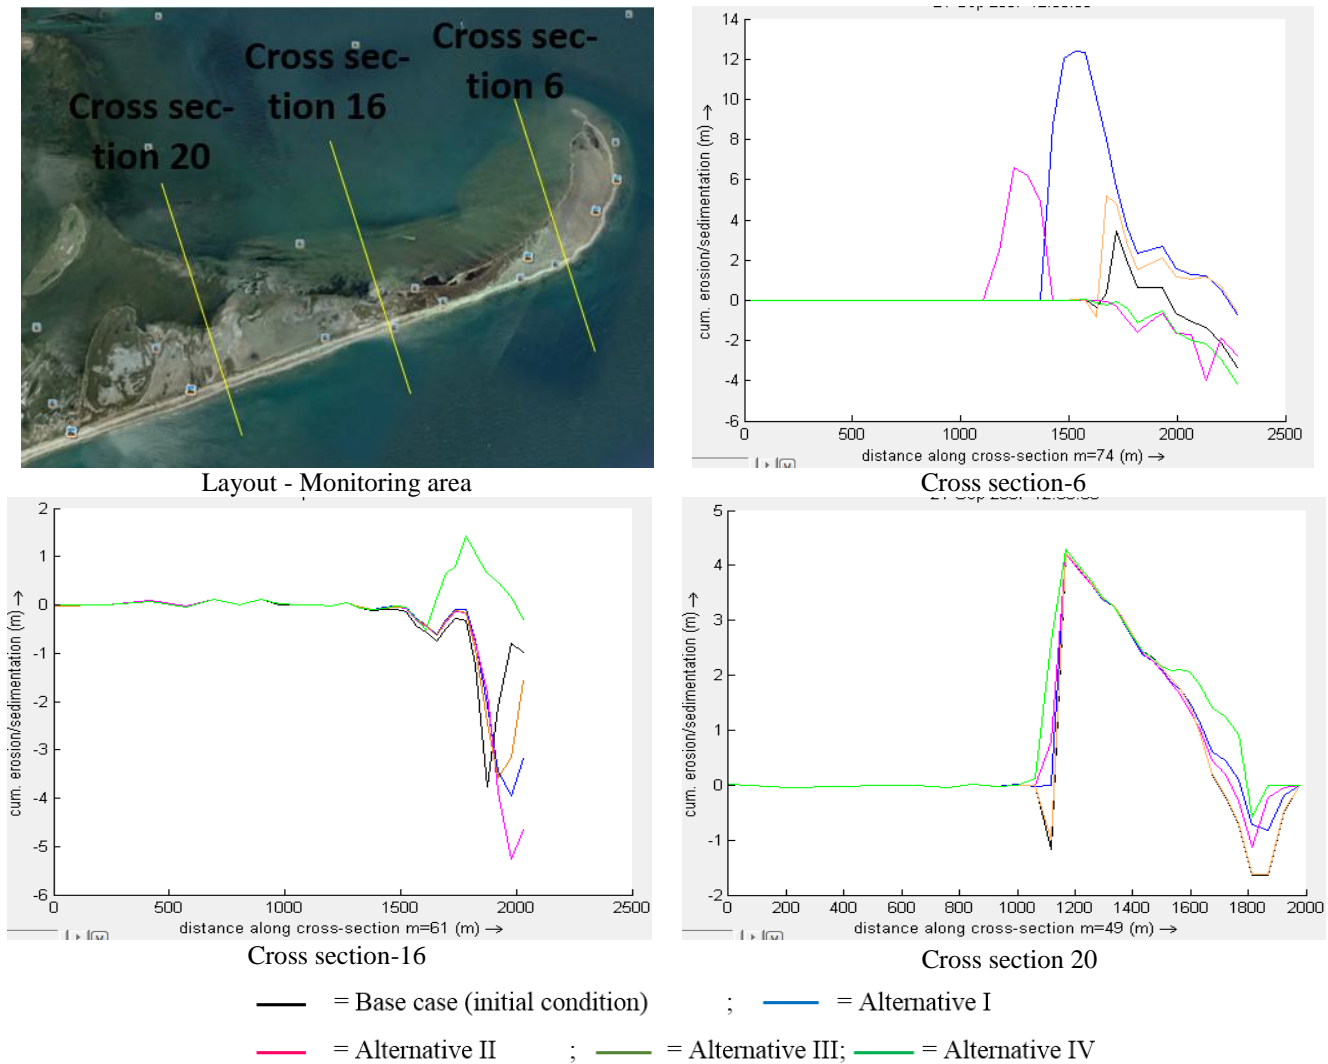 Cross sec-
tion 6
Cross sec-
tion 16
Cross sec-
tion 20
Layout - Monitoring area
14
12
10
8
6
4
2
0
-2
-4
-6
0 500 1000 1500 2000 2500
cum. erosion/sedimentation (m) →
distance along cross-section m=74 (m) →
Cross section-6
2
1
0
-1
-2
-3
-4
-5
-6
0 500 1000 1500 2000 2500
cum. erosion/sedimentation (m) →
distance along cross-section m=61 (m) →
Cross section-16
5
4
3
2
1
0
-1
-2
0 200 400 600 800 1000 1200 1400 1600 1800 2000
cum. erosion/sedimentation (m) →
distance along cross-section m=49 (m) →
Cross section 20
= Base case (initial condition) ; = Alternative I
= Alternative II ; = Alternative III; = Alternative IV